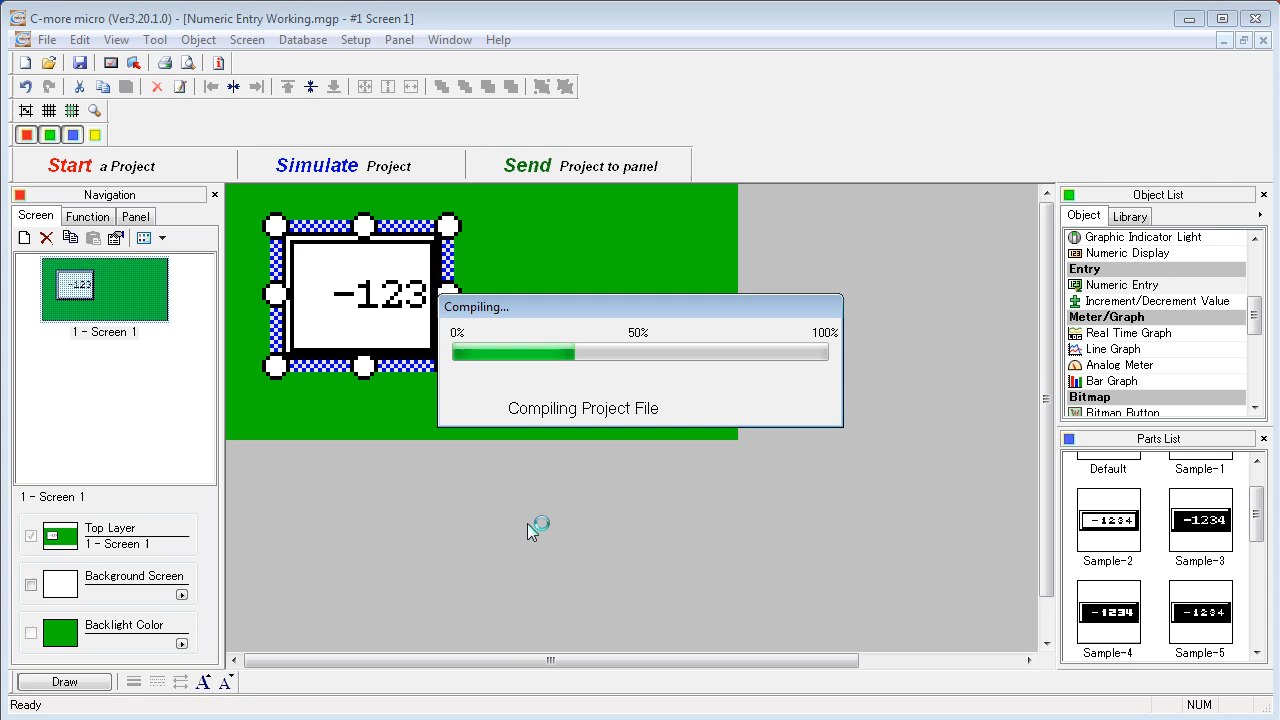 C-more micro (Ver3.20.1.0) - [Numeric Entry Working.mgp - #1 Screen 1]
File Edit View Tool Object Screen Database Setup Panel Window Help
Start a Project Simulate Project Send Project to panel
Navigation
Screen Function Panel
-123
1 - Screen 1
1 - Screen 1
Top Layer
1 - Screen 1
Background Screen
Backlight Color
-123
Compiling...
0% 50% 100%
Compiling Project File
Object List
Object Library
Graphic Indicator Light
Numeric Display
Entry
Numeric Entry
Increment/Decrement Value
Meter/Graph
Real Time Graph
Line Graph
Analog Meter
Bar Graph
Bitmap
Bitmap Button
Parts List
Default Sample-1
-1234 -1234
Sample-2 Sample-3
-1234 -1234
Sample-4 Sample-5
Draw A A
Ready NUM